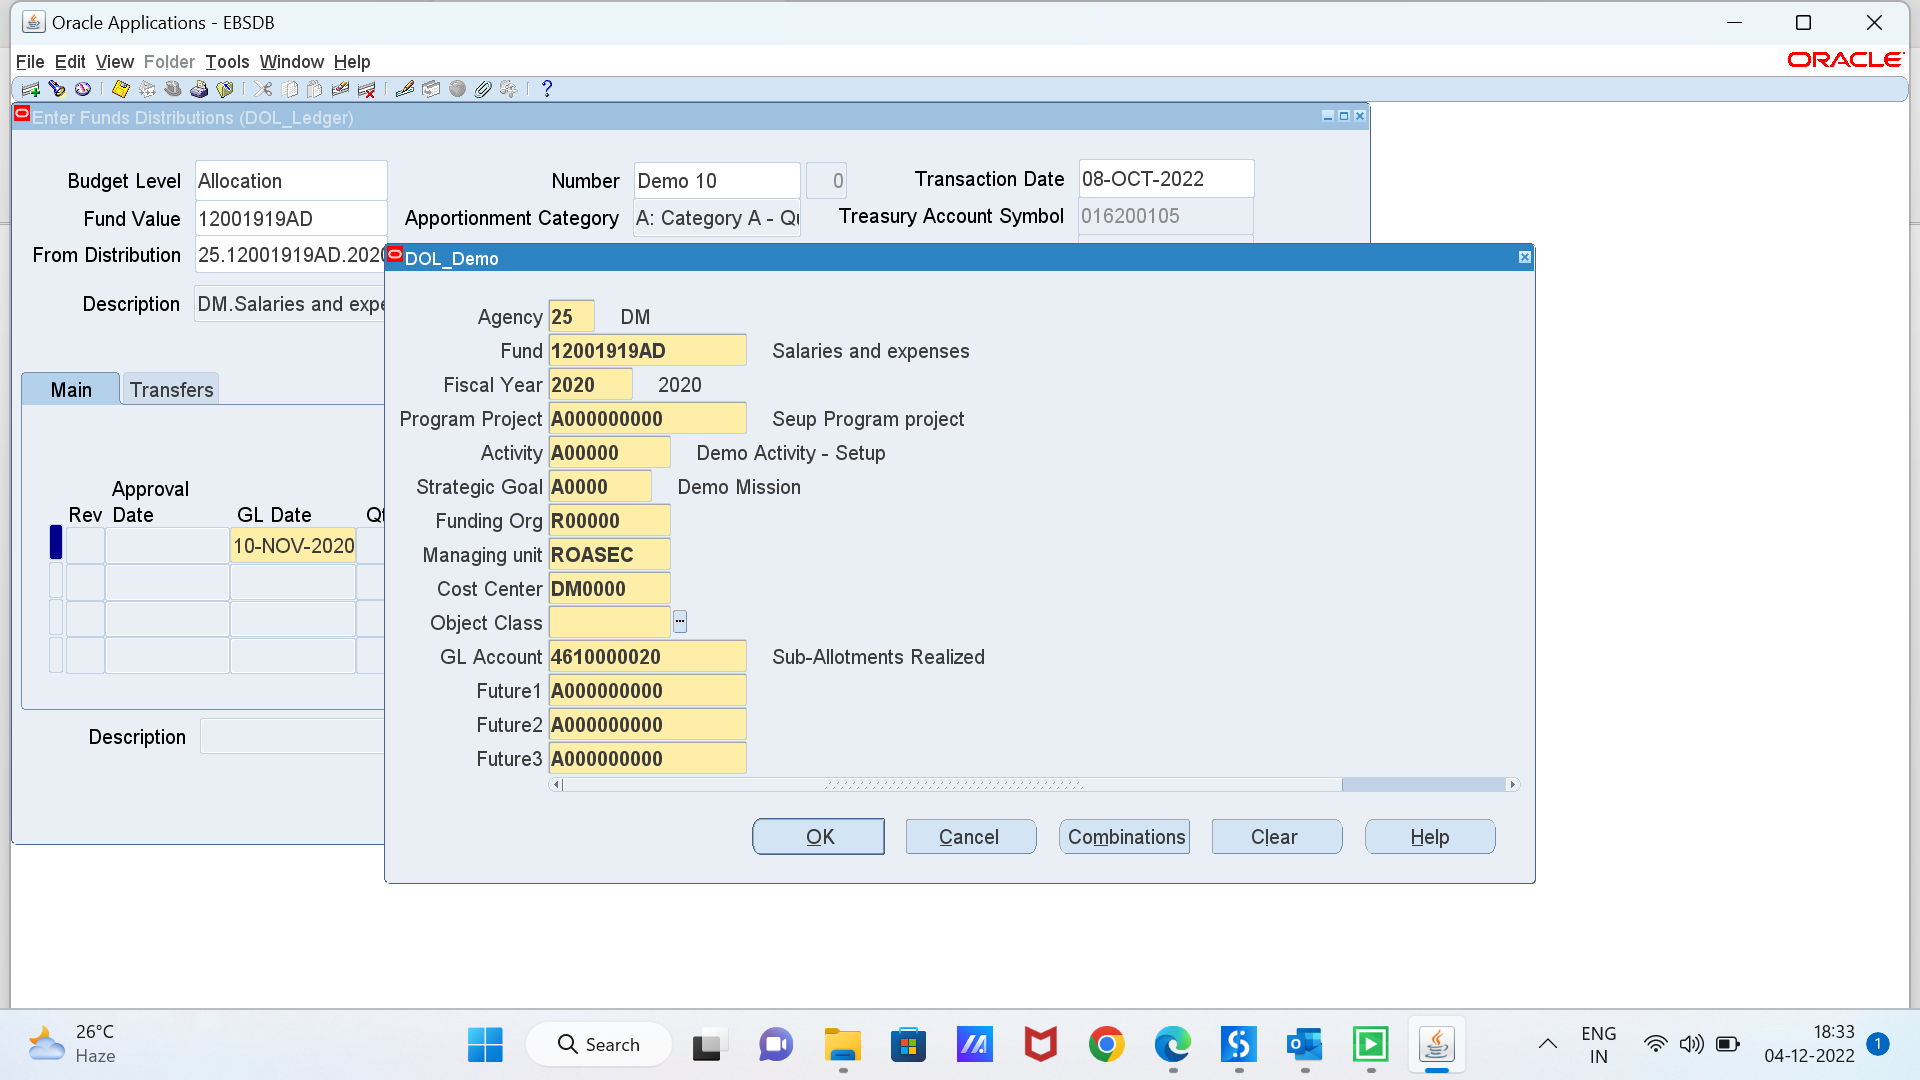 Oracle Applications - EBSDB
File Edit View Folder Tools Window Help
ORACLE
Enter Funds Distributions (DOL_Ledger)
Budget Level Allocation
Number Demo 10 0
Transaction Date 08-OCT-2022
Fund Value 12001919AD
Apportionment Category A: Category A - Qu
Treasury Account Symbol 016200105
From Distribution 25.12001919AD.2020
Description DM.Salaries and expe
Main Transfers
Approval
Rev Date GL Date Qt
10-NOV-2020
Description
DOL_Demo
Agency 25 DM
Fund 12001919AD Salaries and expenses
Fiscal Year 2020 2020
Program Project A000000000 Seup Program project
Activity A00000 Demo Activity - Setup
Strategic Goal A0000 Demo Mission
Funding Org R00000
Managing unit ROASEC
Cost Center DM0000
Object Class ...
GL Account 4610000020 Sub-Allotments Realized
Future1 A000000000
Future2 A000000000
Future3 A000000000
OK Cancel Combinations Clear Help
26°C
Haze
Search
ENG
IN
18:33
04-12-2022
1